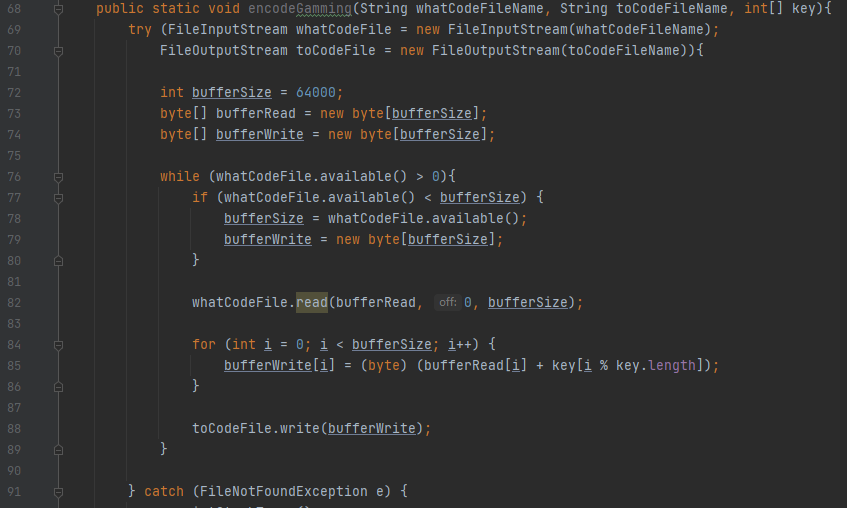 68 public static void encodeGamming(String whatCodeFileName, String toCodeFileName, int[] key){
69 try (FileInputStream whatCodeFile = new FileInputStream(whatCodeFileName);
70 FileOutputStream toCodeFile = new FileOutputStream(toCodeFileName)){
71
72 int bufferSize = 64000;
73 byte[] bufferRead = new byte[bufferSize];
74 byte[] bufferWrite = new byte[bufferSize];
75
76 while (whatCodeFile.available() > 0){
77 if (whatCodeFile.available() < bufferSize) {
78 bufferSize = whatCodeFile.available();
79 bufferWrite = new byte[bufferSize];
80 }
81
82 whatCodeFile.read(bufferRead, off: 0, bufferSize);
83
84 for (int i = 0; i < bufferSize; i++) {
85 bufferWrite[i] = (byte) (bufferRead[i] + key[i % key.length]);
86 }
87
88 toCodeFile.write(bufferWrite);
89 }
90
91 } catch (FileNotFoundException e) {